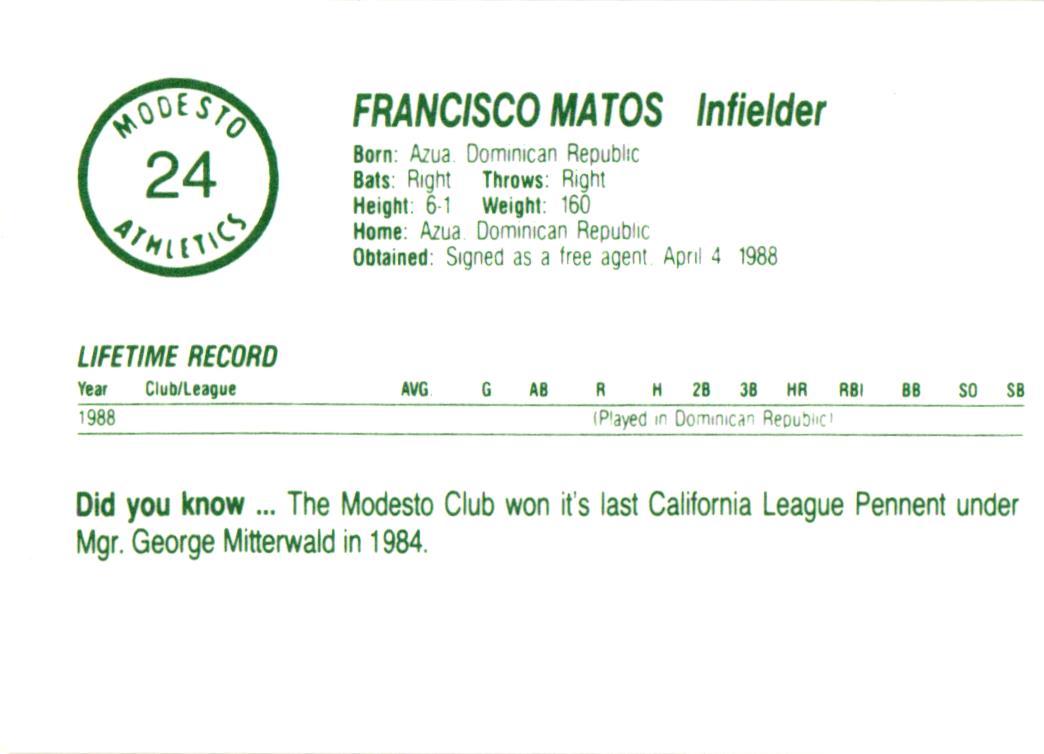 MODESTO
24
ATHLETICS
FRANCISCO MATOS Infielder
Born: Azua. Dominican Republic
Bats: Right Throws: Right
Height: 6-1 Weight: 160
Home: Azua. Dominican Republic
Obtained: Signed as a free agent. April 4 1988
LIFETIME RECORD
Year Club/League AVG. G AB R H 2B 3B HR RBI BB SO SB
1988 (Played in Dominican Republic)
Did you know ... The Modesto Club won it's last California League Pennent under
Mgr. George Mitterwald in 1984.